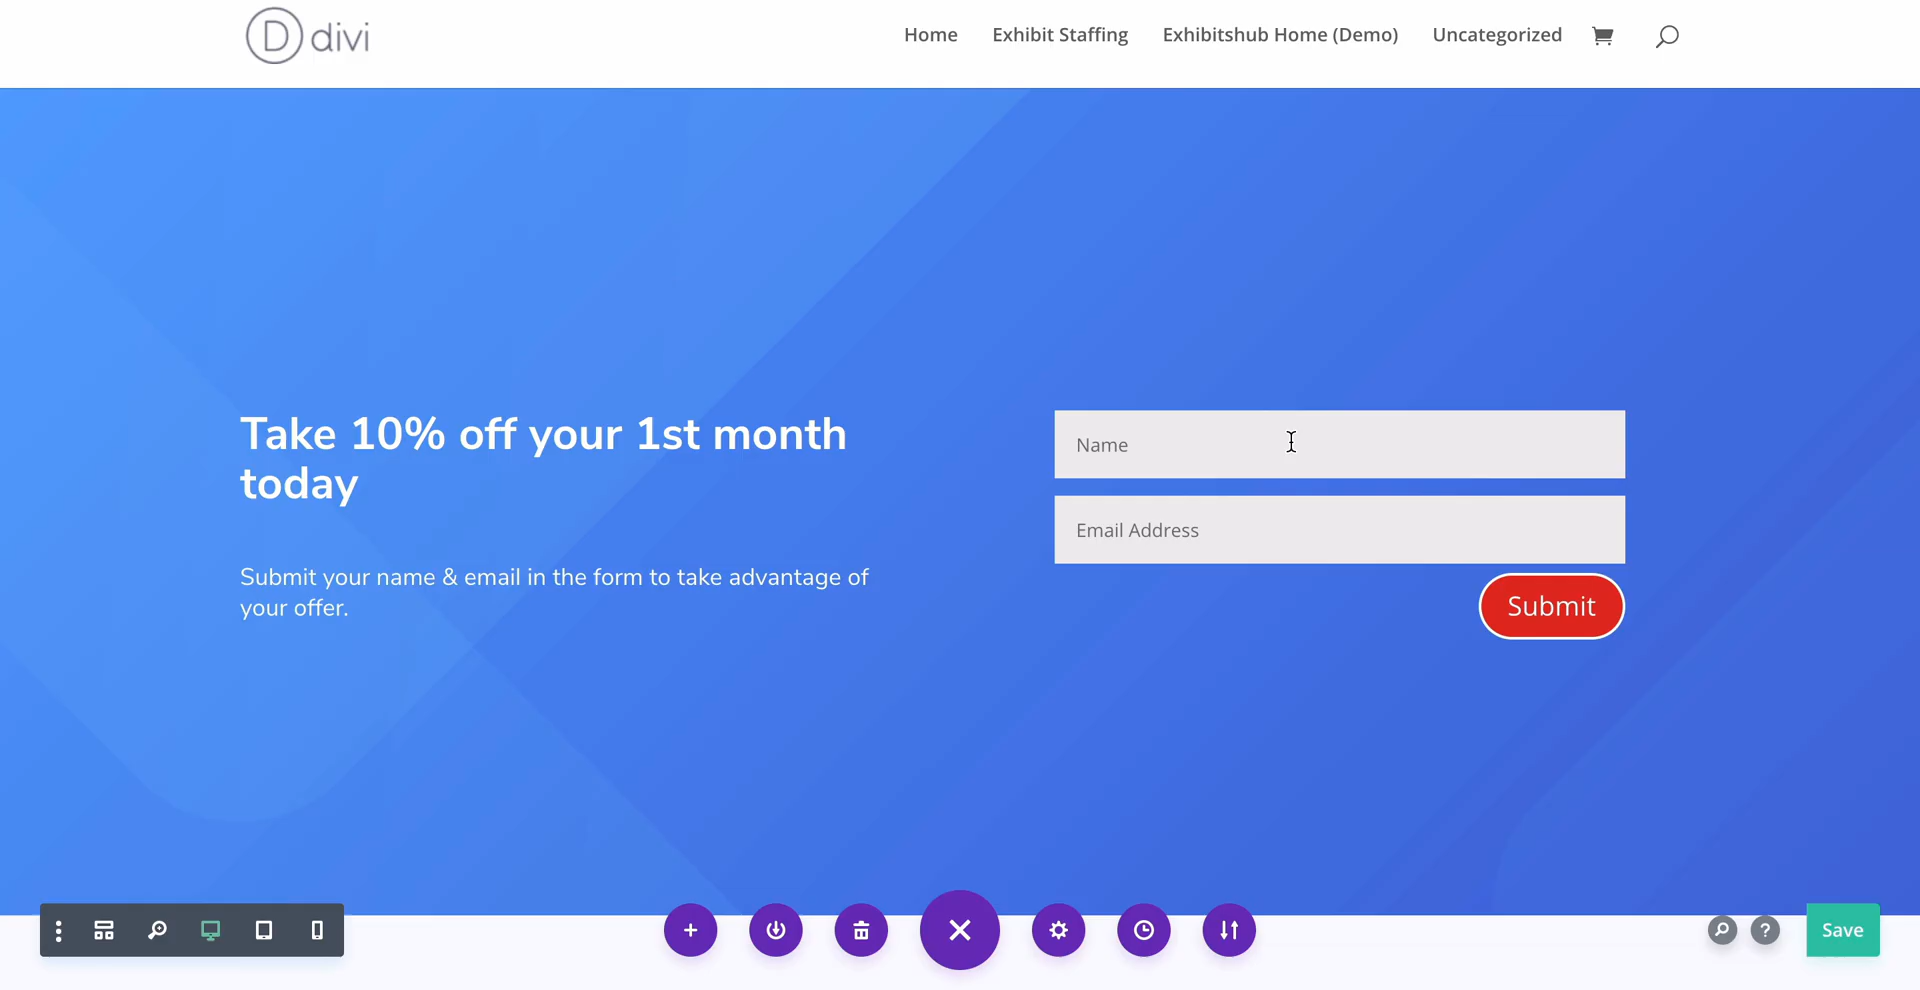 D divi
Home Exhibit Staffing Exhibitshub Home (Demo) Uncategorized
Take 10% off your 1st month
today
Submit your name & email in the form to take advantage of
your offer.
Name
Email Address
Submit
Save